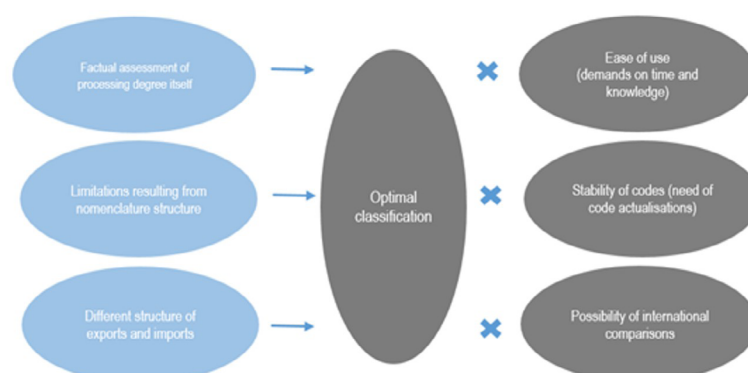 Factual assessment of
processing degree itself
Limitations resulting from
nomenclature structure
Different structure of
exports and imports
Optimal
classification
Ease of use
(demands on time and
knowledge)
Stability of codes (need of
code actualisations)
Possibility of international
comparisons